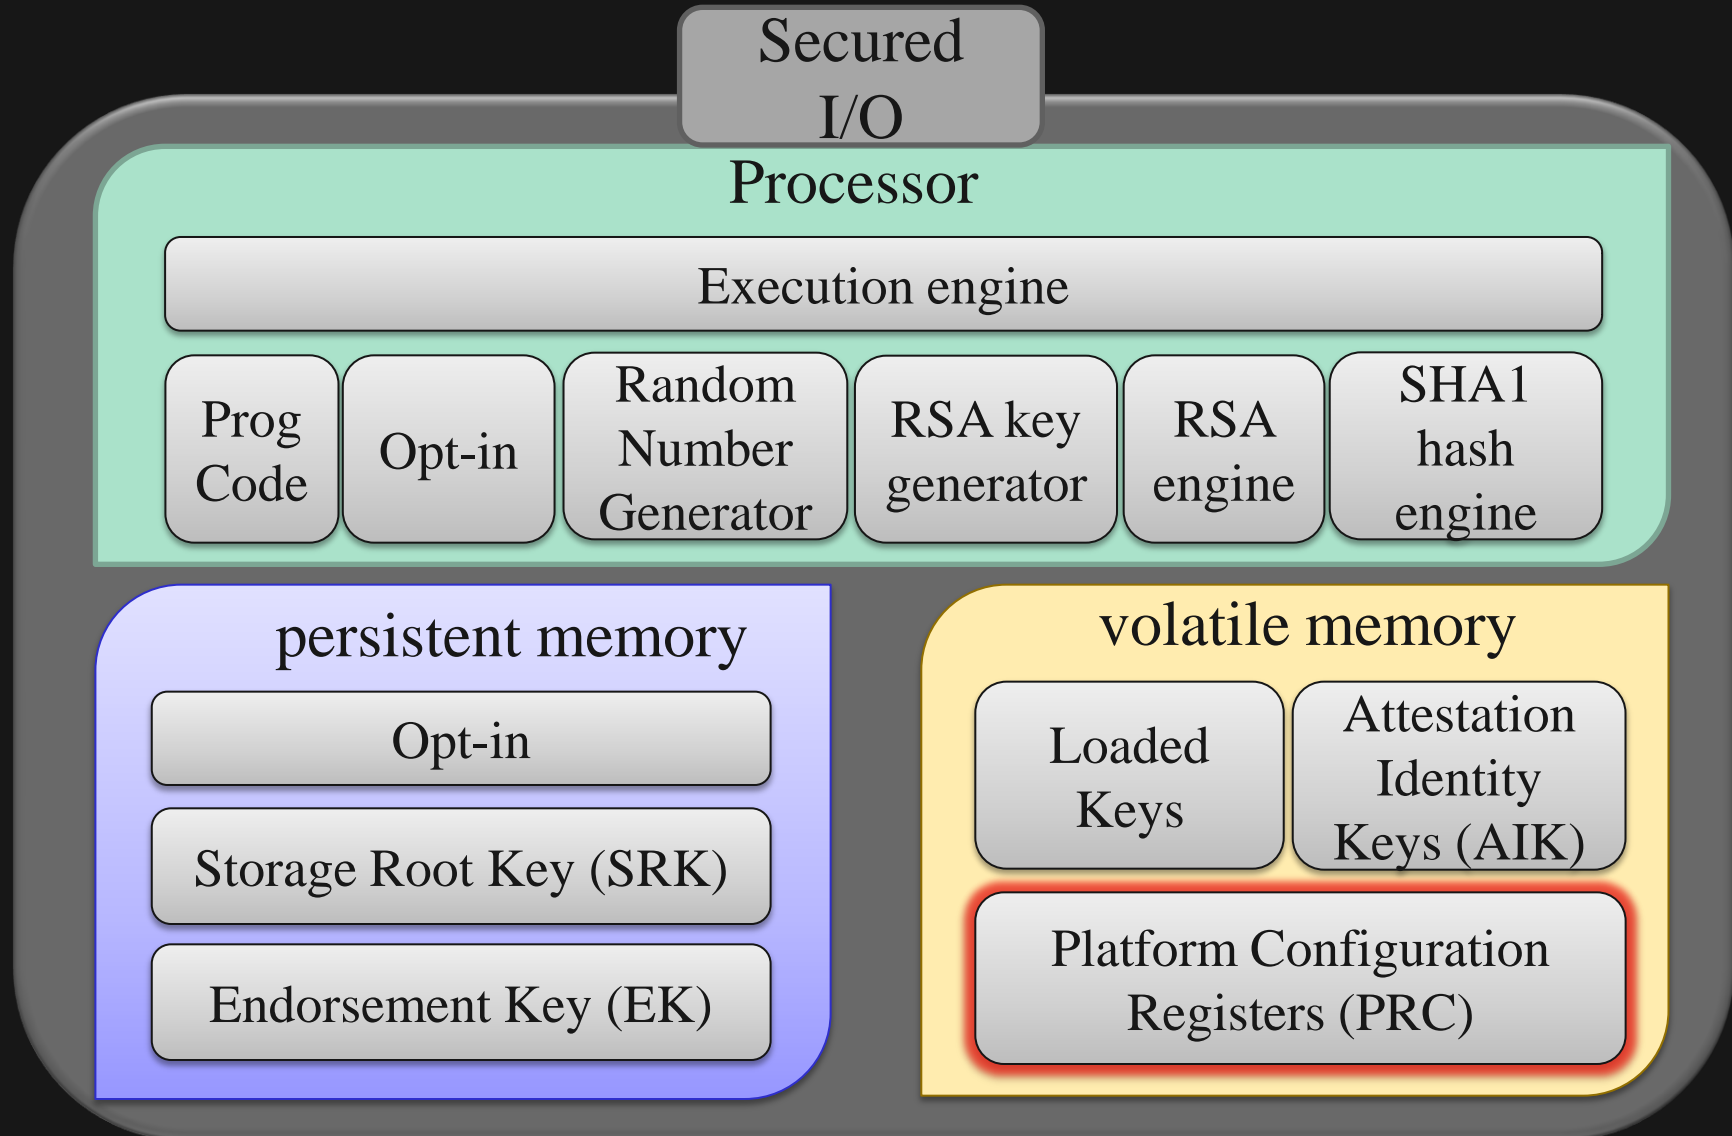 Secured
I/O
Processor
Execution engine
Prog
Code
Opt-in
Random
Number
Generator
RSA key
generator
RSA
engine
SHA1
hash
engine
persistent memory
Opt-in
Storage Root Key (SRK)
Endorsement Key (EK)
volatile memory
Loaded
Keys
Attestation
Identity
Keys (AIK)
Platform Configuration
Registers (PRC)